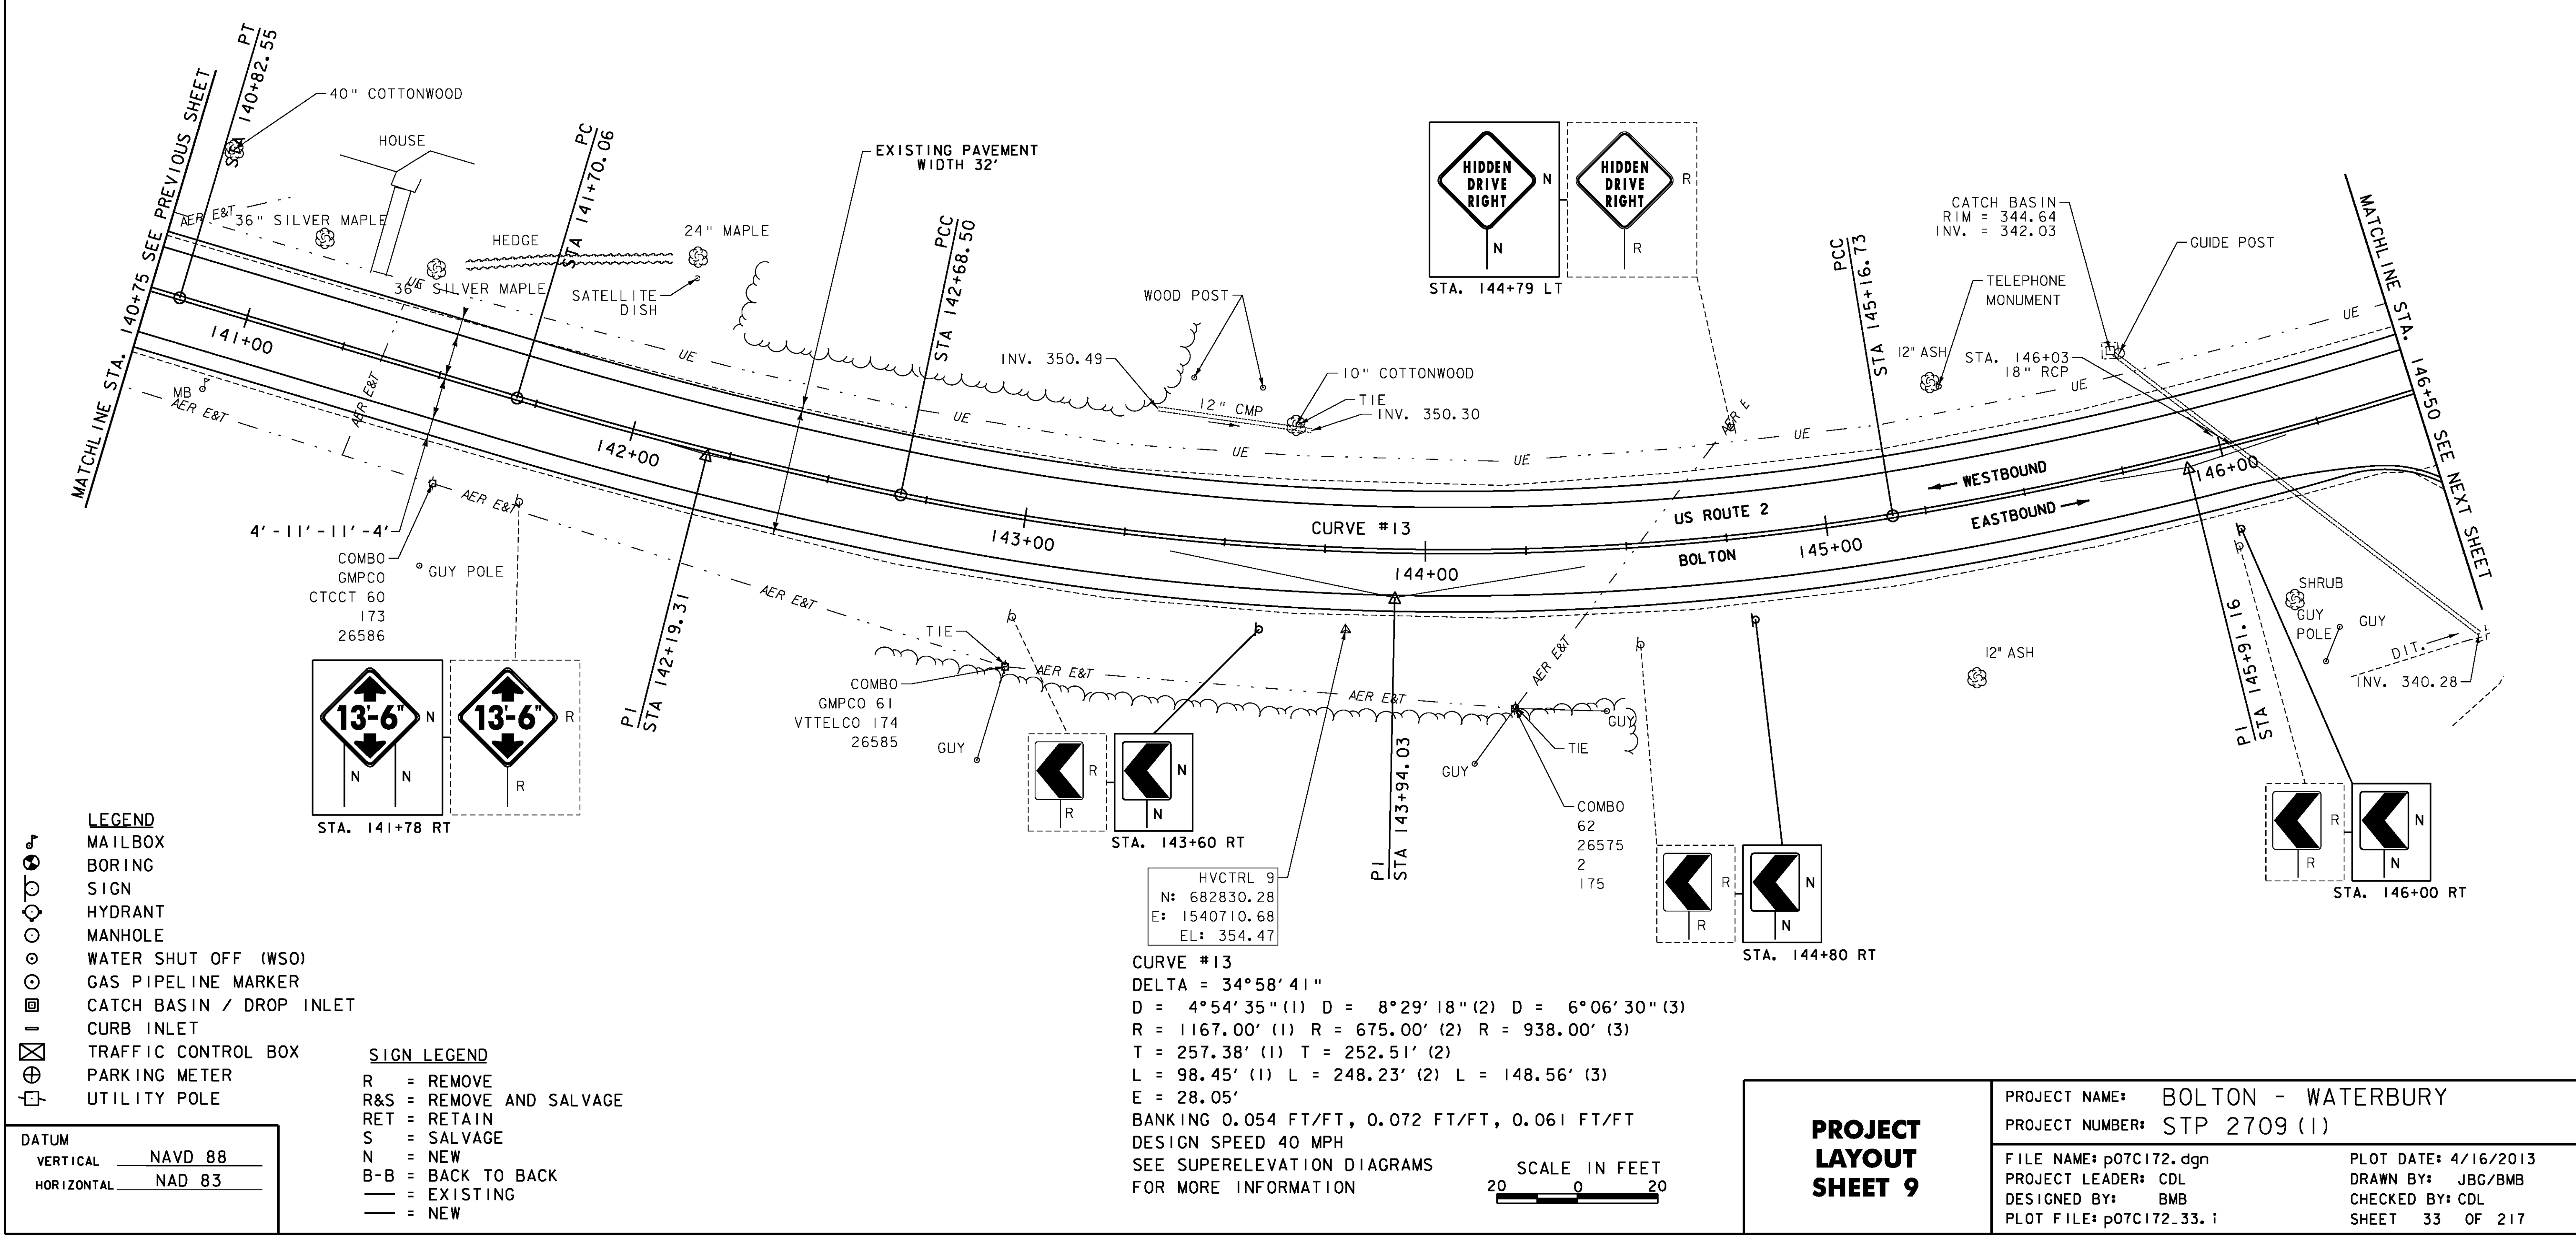 MATCHLINE STA. 140+75 SEE PREVIOUS SHEET
PT
STA 140+82.55
40" COTTONWOOD
HOUSE
AER E&T
36" SILVER MAPLE
36" SILVER MAPLE
HEDGE
24" MAPLE
SATELLITE
DISH
PC
STA 141+70.06
UE
EXISTING PAVEMENT
WIDTH 32'
PCC
STA 142+68.50
UE
UE
WOOD POST
INV. 350.49
12" CMP
10" COTTONWOOD
TIE
INV. 350.30
UE
UE
HIDDEN
DRIVE
RIGHT
N
N
HIDDEN
DRIVE
RIGHT
R
R
STA. 144+79 LT
AER E
UE
PCC
STA 145+16.73
CATCH BASIN
RIM = 344.64
INV. = 342.03
GUIDE POST
TELEPHONE
MONUMENT
12" ASH
STA. 146+03
18" RCP
UE
UE
MATCHLINE STA. 146+50 SEE NEXT SHEET
141+00
142+00
143+00
144+00
145+00
146+00
CURVE #13
US ROUTE 2
BOLTON
WESTBOUND
EASTBOUND
MB
AER E&T
AER E&T
AER E&T
4'-11'-11'-4'
COMBO
GMPCO
CTCCT 60
173
26586
GUY POLE
AER E&T
13'-6"
N
N
N
13'-6"
R
R
STA. 141+78 RT
PI
STA 142+19.31
TIE
AER E&T
COMBO
GMPCO 61
VTTELCO 174
26585
GUY
R
R
N
N
STA. 143+60 RT
AER E&T
HVCTRL 9
N: 682830.28
E: 1540710.68
EL: 354.47
PI
STA 143+94.03
AER E&T
GUY
GUY
TIE
COMBO
62
26575
2
175
R
R
N
N
STA. 144+80 RT
12" ASH
PI
STA 145+91.16
SHRUB
GUY
POLE
GUY
DIT.
INV. 340.28
R
R
N
N
STA. 146+00 RT
LEGEND
MAILBOX
BORING
SIGN
HYDRANT
MANHOLE
WATER SHUT OFF (WSO)
GAS PIPELINE MARKER
CATCH BASIN / DROP INLET
CURB INLET
TRAFFIC CONTROL BOX
PARKING METER
UTILITY POLE
SIGN LEGEND
R = REMOVE
R&S = REMOVE AND SALVAGE
RET = RETAIN
S = SALVAGE
N = NEW
B-B = BACK TO BACK
= EXISTING
= NEW
DATUM
VERTICAL NAVD 88
HORIZONTAL NAD 83
CURVE #13
DELTA = 34°58'41"
D = 4°54'35"(1) D = 8°29'18"(2) D = 6°06'30"(3)
R = 1167.00' (1) R = 675.00' (2) R = 938.00' (3)
T = 257.38' (1) T = 252.51' (2)
L = 98.45' (1) L = 248.23' (2) L = 148.56' (3)
E = 28.05'
BANKING 0.054 FT/FT, 0.072 FT/FT, 0.061 FT/FT
DESIGN SPEED 40 MPH
SEE SUPERELEVATION DIAGRAMS
FOR MORE INFORMATION
SCALE IN FEET
20 0 20
PROJECT
LAYOUT
SHEET 9
PROJECT NAME: BOLTON - WATERBURY
PROJECT NUMBER: STP 2709(1)
FILE NAME: p07C172.dgn
PROJECT LEADER: CDL
DESIGNED BY: BMB
PLOT FILE: p07C172_33.i
PLOT DATE: 4/16/2013
DRAWN BY: JBG/BMB
CHECKED BY: CDL
SHEET 33 OF 217